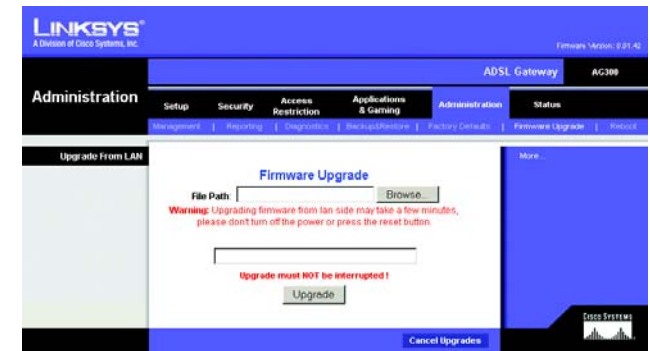 LINKSYS®
A Division of Cisco Systems, Inc.
Firmware Version: 0.01.42
ADSL Gateway AG300
Administration
Setup Security Access Restriction Applications & Gaming Administration Status
Management | Reporting | Diagnostics | Backup&Restore | Factory Defaults | Firmware Upgrade | Reboot
Upgrade From LAN
More...
Firmware Upgrade
File Path: Browse...
Warning: Upgrading firmware from lan side may take a few minutes,
please don't turn off the power or press the reset button.
Upgrade must NOT be interrupted !
Upgrade
Cancel Upgrades
CISCO SYSTEMS